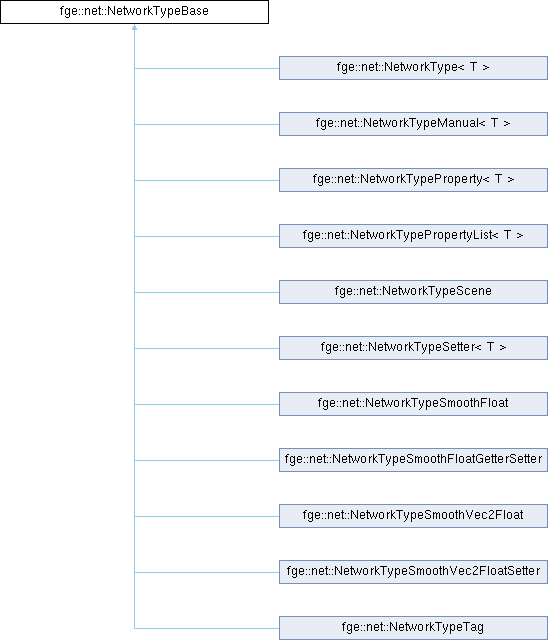 fge::net::NetworkTypeBase
fge::net::NetworkType< T >
fge::net::NetworkTypeManual< T >
fge::net::NetworkTypeProperty< T >
fge::net::NetworkTypePropertyList< T >
fge::net::NetworkTypeScene
fge::net::NetworkTypeSetter< T >
fge::net::NetworkTypeSmoothFloat
fge::net::NetworkTypeSmoothFloatGetterSetter
fge::net::NetworkTypeSmoothVec2Float
fge::net::NetworkTypeSmoothVec2FloatSetter
fge::net::NetworkTypeTag